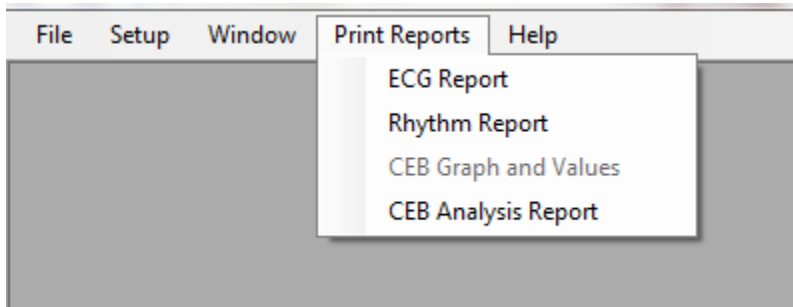 File Setup Window Print Reports Help
ECG Report
Rhythm Report
CEB Graph and Values
CEB Analysis Report